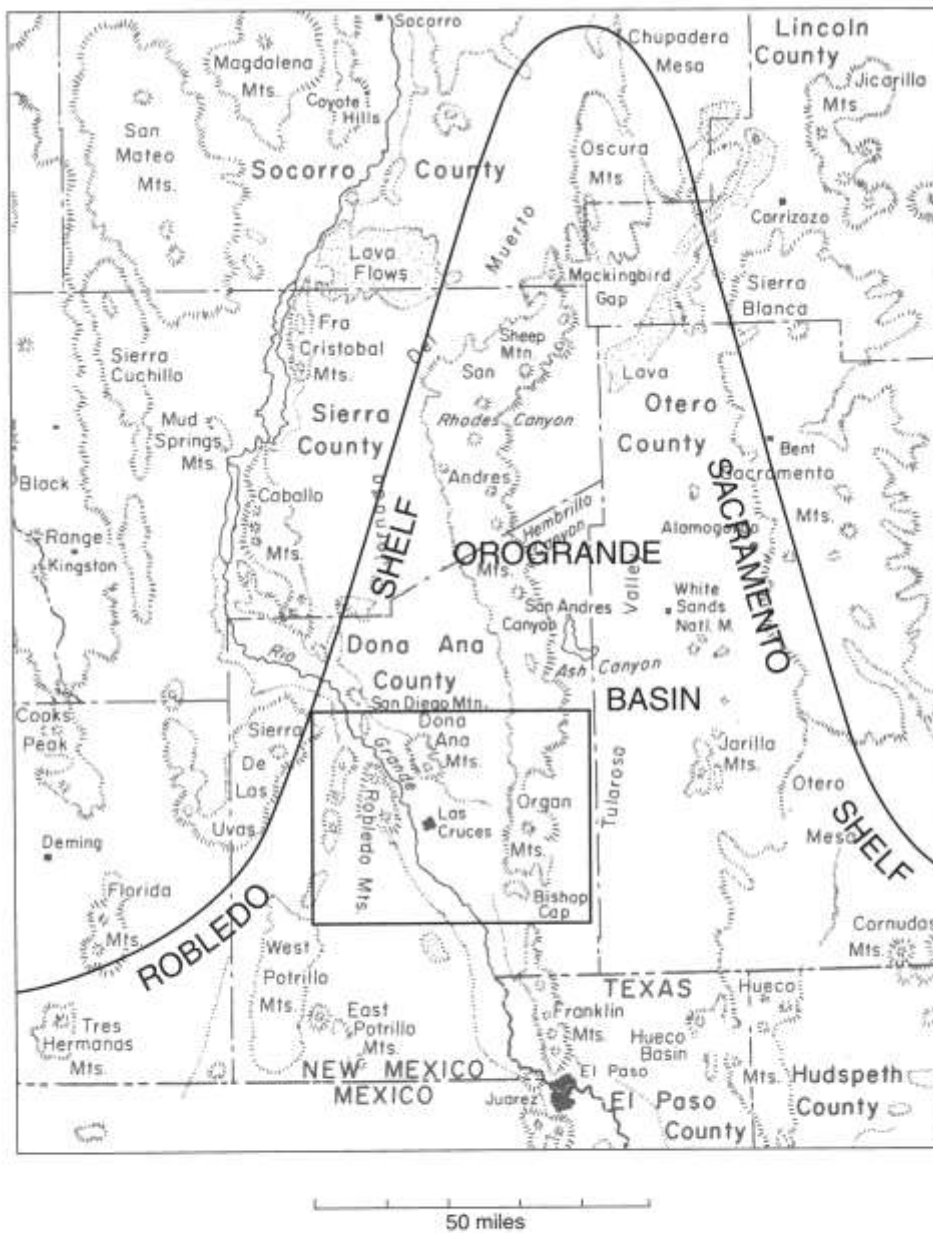 Socorro
Chupadera
Mesa
Lincoln
County
Magdalena
Mts.
Coyote
Hills
Jicarilla
Mts
San
Mateo
Mts.
Oscura
Mts
Socorro County
Carrizozo
Muerto
Lava
Flows
Mockingbird
Gap
Sierra
Blanca
Fra
Cristobal
Mts.
Sheep
Mtn.
San
Lava
Sierra
Cuchillo
Otero
County
Mud
Springs
Mts.
Sierra
County
Rhodes Canyon
Bent
Sacramento
Mts.
Black
Andres
Caballo
Mts.
SHELF
Hembrillo
Canyon
Alamogordo
SACRAMENTO
Range
Kingston
OROGRANDE
Mts.
Valley
White
Sands
Natl. M.
San Andres
Canyon
Rio
Dona Ana
County
Ash Canyon
San Diego Mtn.
BASIN
Cooks
Peak
Sierra
De
Las
Uvas
Dona
Ana
Mts.
Grande
Jarilla
Mts.
Otero
Mesa
Tularosa
Robledo Mts.
Las
Cruces
Organ
Mts.
SHELF
Deming
Bishop
Cap
Florida
Mts.
ROBLEDO
Cornudas
Mts.
West
Potrillo
Mts.
TEXAS
Hueco
Mts.
Tres
Hermanas
Mts.
East
Potrillo
Mts.
Franklin
Mts.
Hueco
Basin
NEW MEXICO
MEXICO
El Paso
Juarez
El Paso
County
Hudspeth
County
50 miles